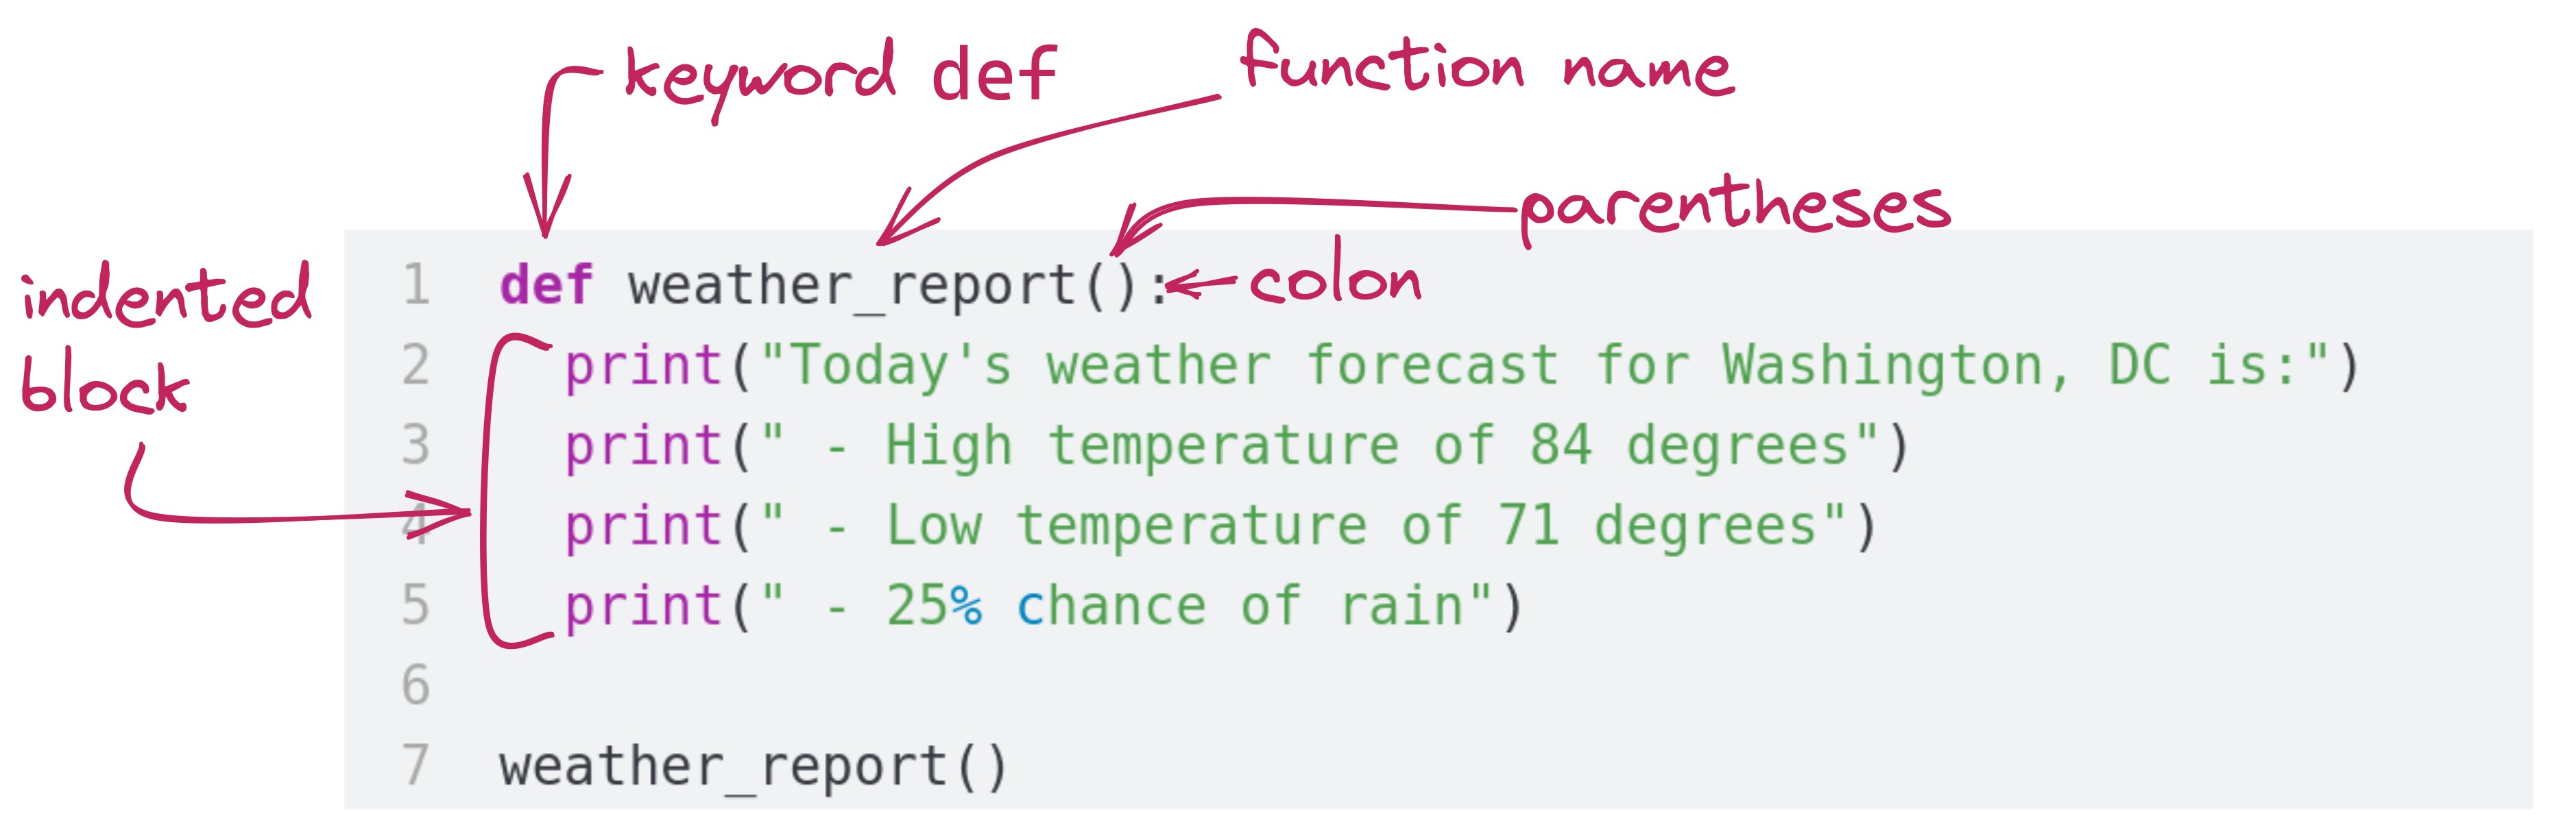 keyword def
function name
parentheses
indented
block
1 def weather_report(): colon
2   print("Today's weather forecast for Washington, DC is:")
3   print(" - High temperature of 84 degrees")
4   print(" - Low temperature of 71 degrees")
5   print(" - 25% chance of rain")
6
7 weather_report()